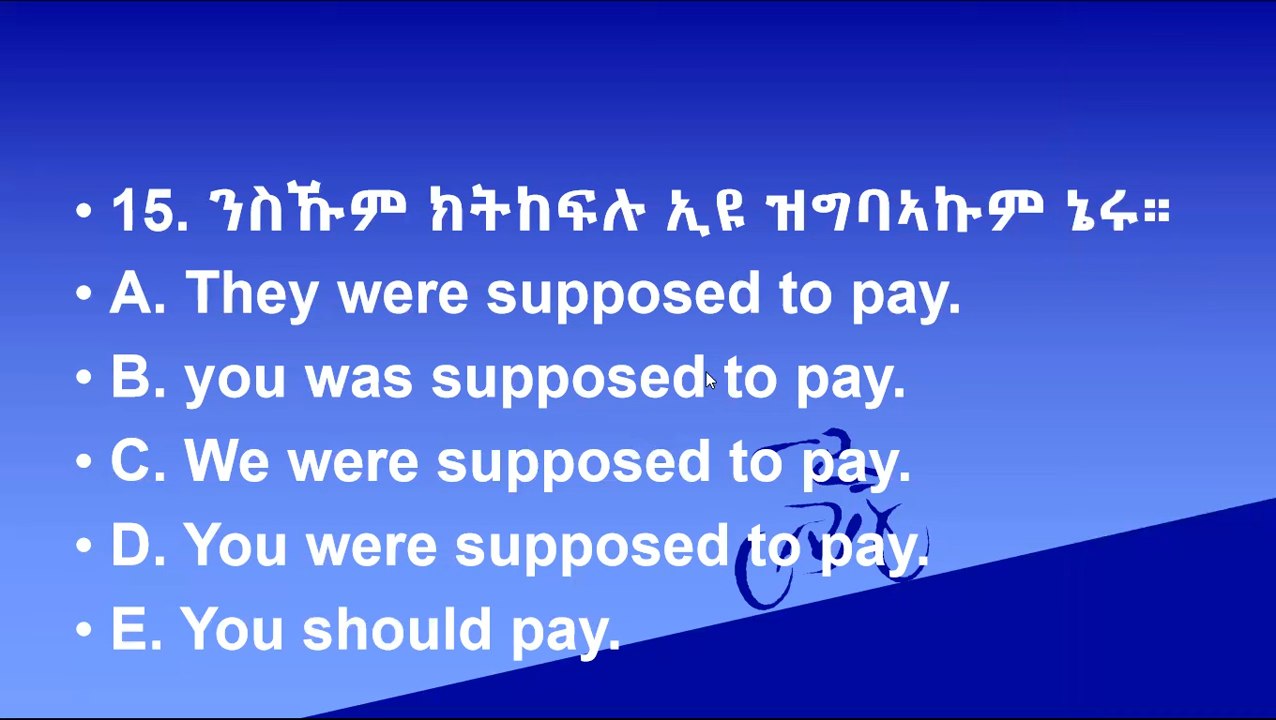 • 15. ንስኹም ክትከፍሉ ኢዩ ዝግባኣኩም ኔሩ።
• A. They were supposed to pay.
• B. you was supposed to pay.
• C. We were supposed to pay.
• D. You were supposed to pay.
• E. You should pay.